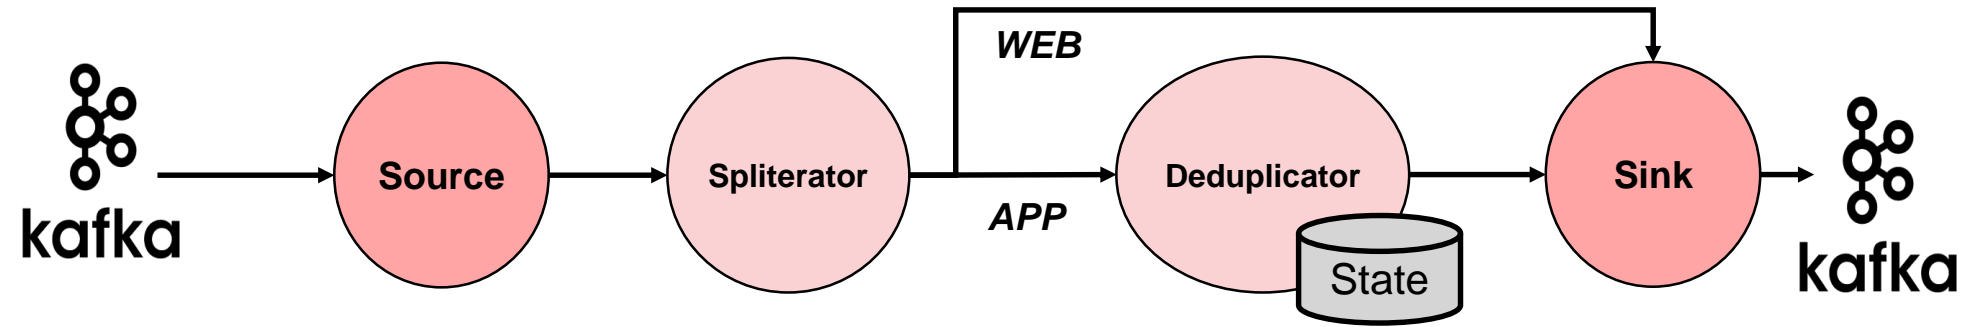 kafka
Source
Spliterator
WEB
APP
Deduplicator
State
Sink
kafka